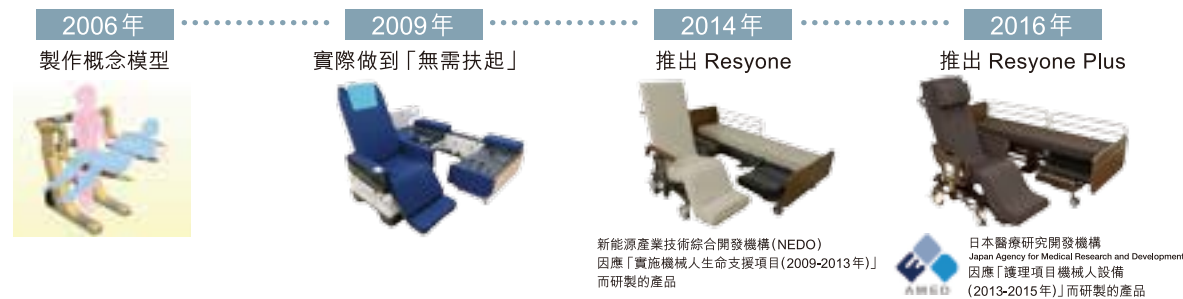 2006年
製作概念模型
2009年
實際做到「無需扶起」
2014年
推出 Resyone
新能源產業技術綜合開發機構(NEDO)
因應「實施機械人生命支援項目(2009-2013年)」
而研製的產品
2016年
推出 Resyone Plus
AMED
日本醫療研究開發機構
Japan Agency for Medical Research and Development
因應「護理項目機械人設備
(2013-2015年)」而研製的產品